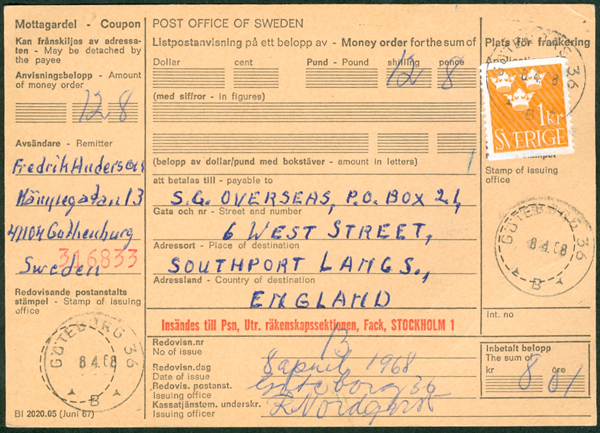 Mottagardel - Coupon
Kan frånskiljas av adressa-
ten - May be detached by
the payee
Anvisningsbelopp - Amount
of money order
12 8
Avsändare - Remitter
Fredrik Anderson
13
41104 Gothenburg
Sweden
316833
Redovisande postanstalts
stämpel - Stamp of issuing
office
GÖTEBORG 36
8.4.68
B
BI 2020.05 (Juni 67)
POST OFFICE OF SWEDEN
Listpostanvisning på ett belopp av - Money order for the sum of
Dollar cent Pund - Pound shilling pence
12 8
(med siffror - in figures)
(belopp av dollar/pund med bokstäver - amount in letters)
att betalas till - payable to
S.G. OVERSEAS, P.O. BOX 21,
Gata och nr - Street and number
6 WEST STREET,
Adressort - Place of destination
SOUTHPORT LANGS.,
Adressland - Country of destination
ENGLAND
Insändes till Psn, Utr. räkenskapssektionen, Fack, STOCKHOLM 1
Redovisn.nr
No of issue
13
Redovisn.dag
Date of issue
8 april 1968
Redovis. postanst.
Issuing office
Göteborg 36
Kassatjänstem. underskr.
Issuing officer
Plats för frankering
36
1 kr
SVERIGE
Stamp of issuing
office
GÖTEBORG 36
8.4.68
B
Int. no
Inbetalt belopp
The sum of
kr öre
8 01